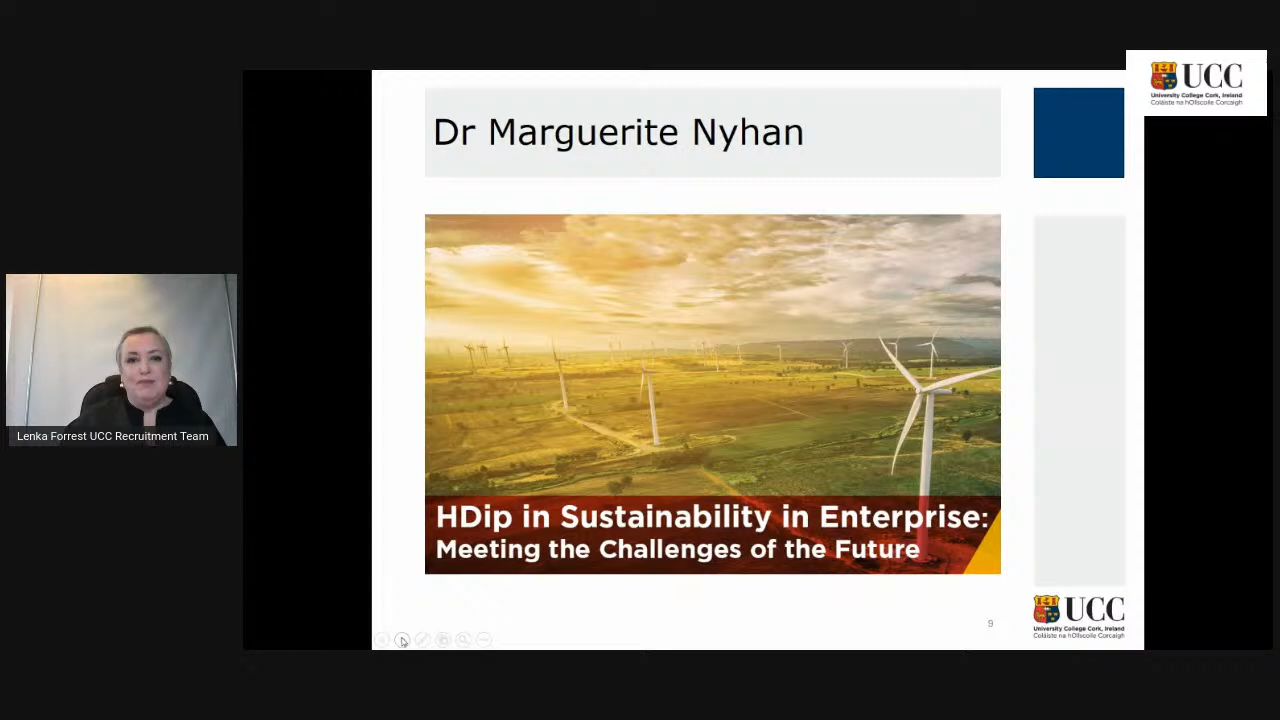 UCC
University College Cork, Ireland
Coláiste na hOllscoile Corcaigh
Dr Marguerite Nyhan
Lenka Forrest UCC Recruitment Team
HDip in Sustainability in Enterprise:
Meeting the Challenges of the Future
9
UCC
University College Cork, Ireland
Coláiste na hOllscoile Corcaigh